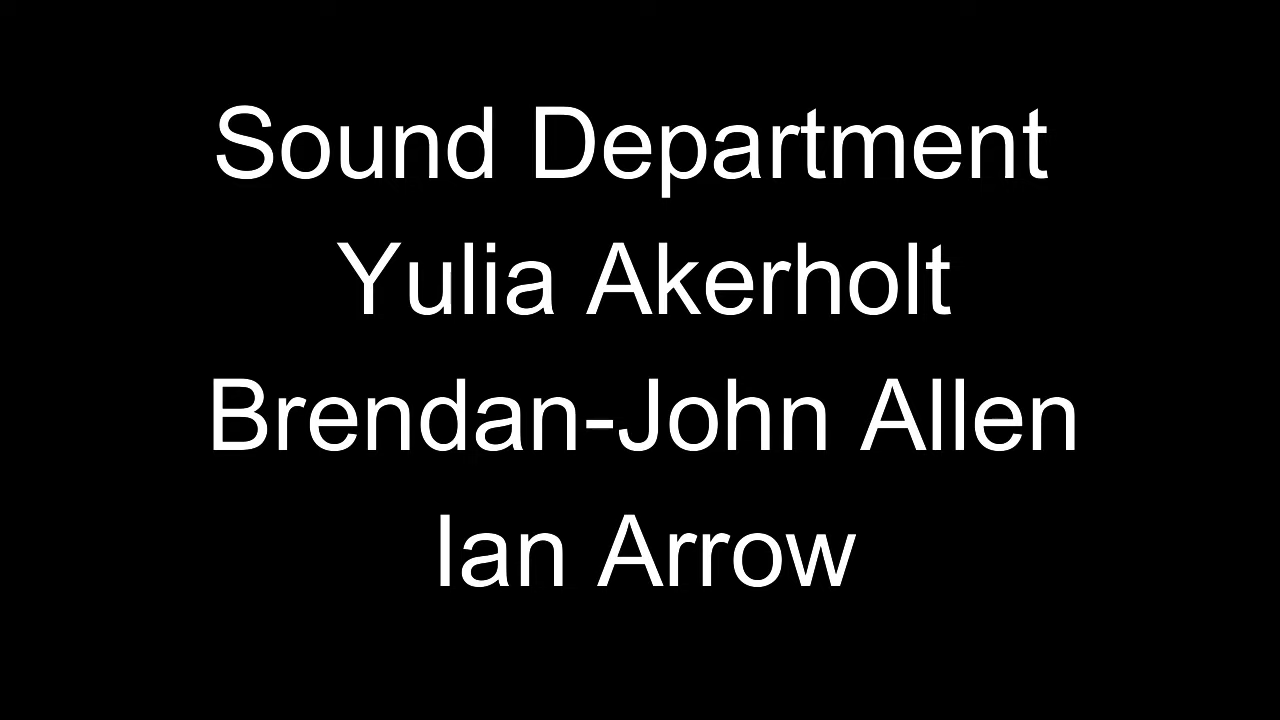 Sound Department
Yulia Akerholt
Brendan-John Allen
Ian Arrow